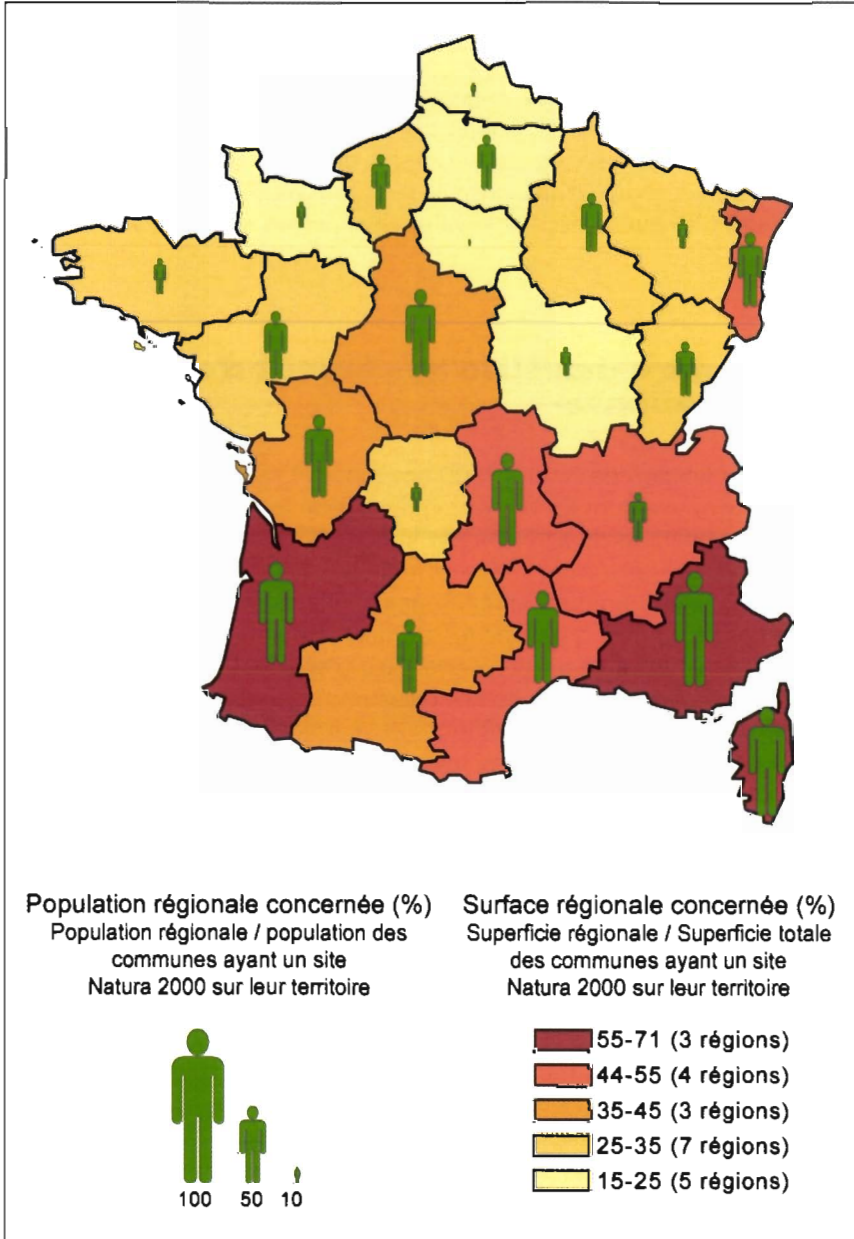 Population régionale concernée (%)
Population régionale / population des
communes ayant un site
Natura 2000 sur leur territoire
100 50 10
Surface régionale concernée (%)
Superficie régionale / Superficie totale
des communes ayant un site
Natura 2000 sur leur territoire
55-71 (3 régions)
44-55 (4 régions)
35-45 (3 régions)
25-35 (7 régions)
15-25 (5 régions)